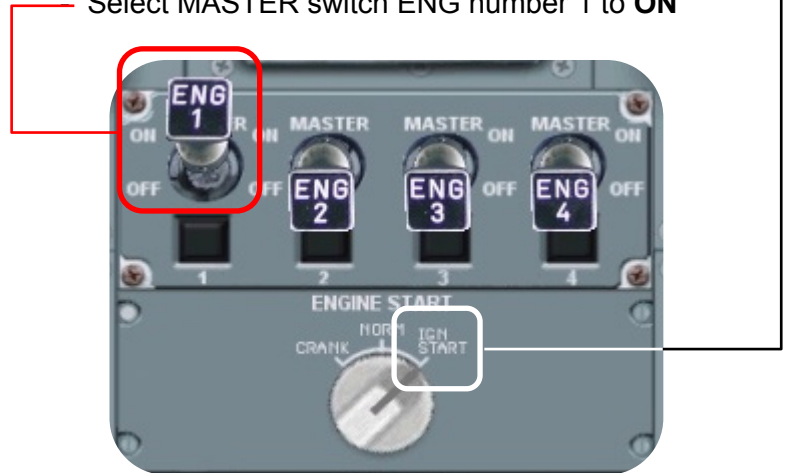 Select MASTER switch ENG number 1 to ON
ENG 1
ON R ON MASTER MASTER ON MASTER ON
OFF OFF ENG 2 ENG 3 OFF ENG 4 OFF
1 2 3 4
ENGINE START
NORM IGN
CRANK START